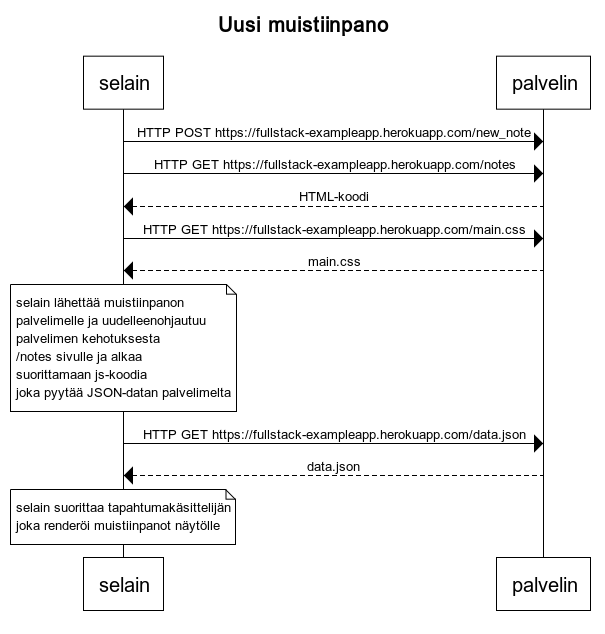 Uusi muistiinpano
selain
palvelin
HTTP POST https://fullstack-exampleapp.herokuapp.com/new_note
HTTP GET https://fullstack-exampleapp.herokuapp.com/notes
HTML-koodi
HTTP GET https://fullstack-exampleapp.herokuapp.com/main.css
main.css
selain lähettää muistiinpanon
palvelimelle ja uudelleenohjautuu
palvelimen kehotuksesta
/notes sivulle ja alkaa
suorittamaan js-koodia
joka pyytää JSON-datan palvelimelta
HTTP GET https://fullstack-exampleapp.herokuapp.com/data.json
data.json
selain suorittaa tapahtumakäsittelijän
joka renderöi muistiinpanot näytölle
selain
palvelin